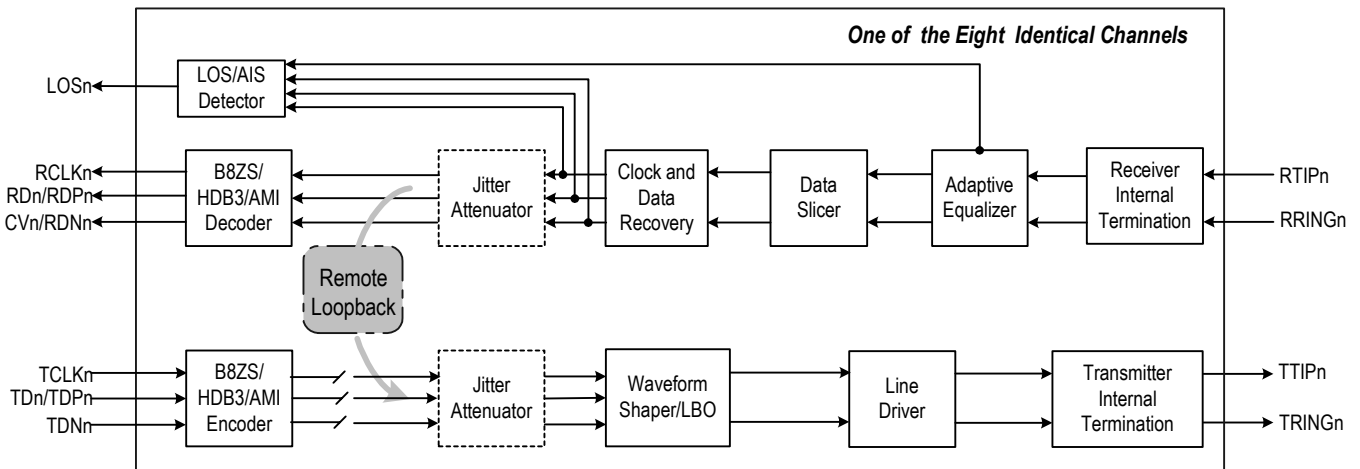 One of the Eight Identical Channels
LOSn
LOS/AIS
Detector
RCLKn
RDn/RDPn
CVn/RDNn
B8ZS/
HDB3/AMI
Decoder
Jitter
Attenuator
Clock and
Data
Recovery
Data
Slicer
Adaptive
Equalizer
Receiver
Internal
Termination
RTIPn
RRINGn
Remote
Loopback
TCLKn
TDn/TDPn
TDNn
B8ZS/
HDB3/AMI
Encoder
Jitter
Attenuator
Waveform
Shaper/LBO
Line
Driver
Transmitter
Internal
Termination
TTIPn
TRINGn